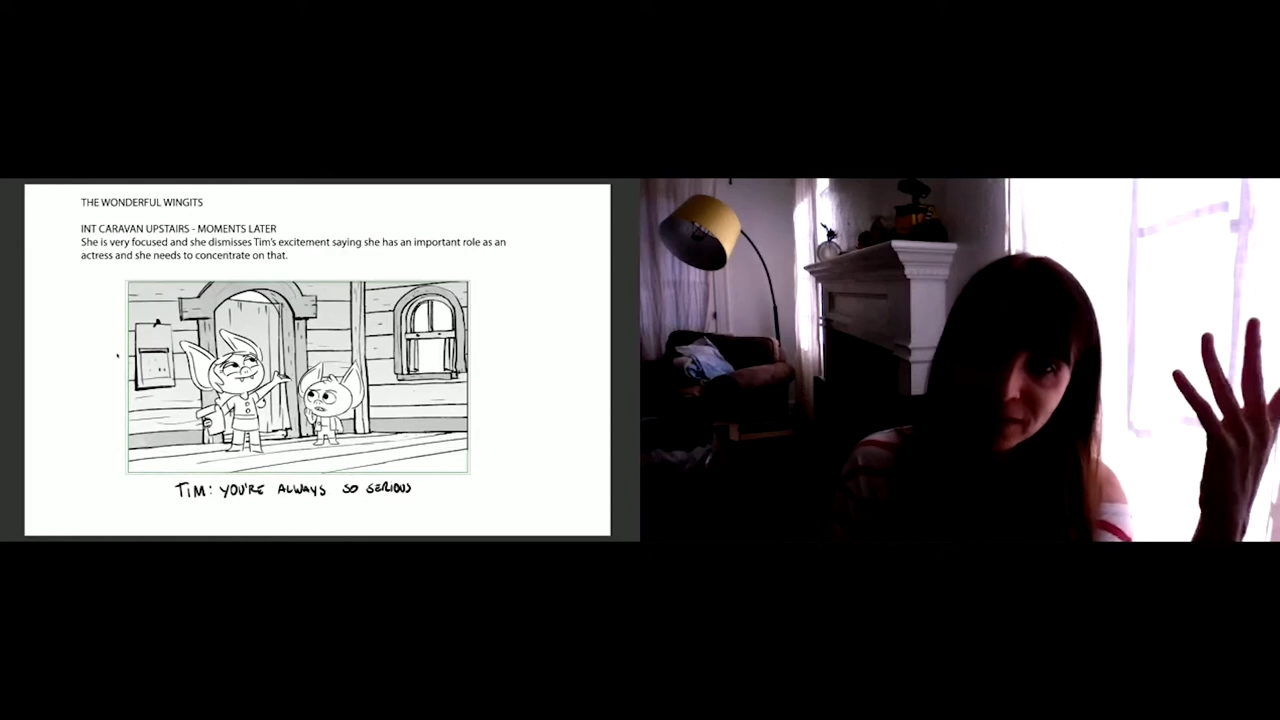 THE WONDERFUL WINGITS
INT CARAVAN UPSTAIRS - MOMENTS LATER
She is very focused and she dismisses Tim's excitement saying she has an important role as an
actress and she needs to concentrate on that.
TIM: YOU'RE ALWAYS SO SERIOUS